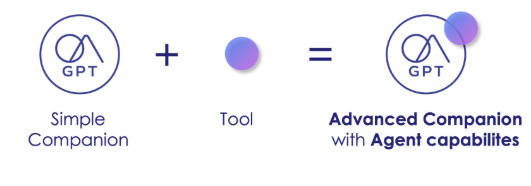 GPT
+
=
GPT
Simple
Companion
Tool
Advanced Companion
with Agent capabilites